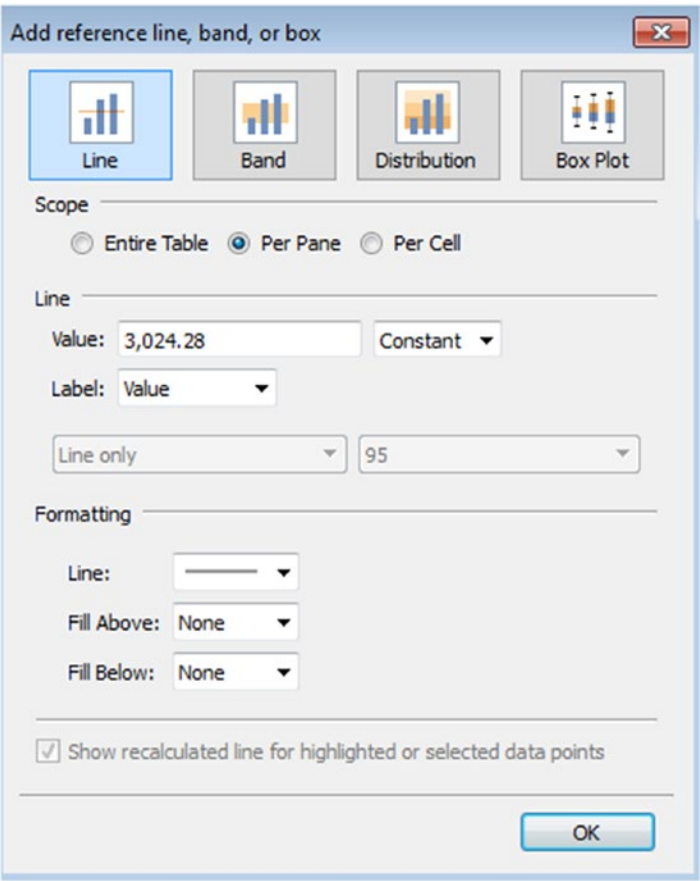 Add reference line, band, or box
Line Band Distribution Box Plot
Scope
Entire Table Per Pane Per Cell
Line
Value: 3,024.28 Constant
Label: Value
Line only 95
Formatting
Line:
Fill Above: None
Fill Below: None
Show recalculated line for highlighted or selected data points
OK